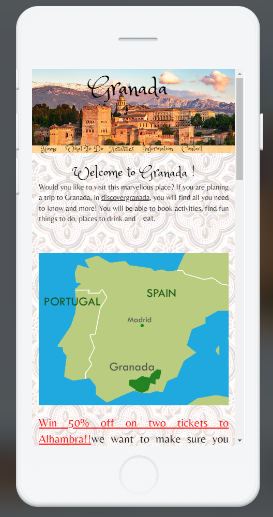 Granada
Home What To Do Activities Information Contact
Welcome to Granada !
Would you like to visit this marvellous place? If you are planing
a trip to Granada, in discovergranada, you will find all you need
to know and more! You will be able to book activities, find fun
things to do, places to drink and eat.
PORTUGAL
SPAIN
Madrid
Granada
Win 50% off on two tickets to
Alhambra!!we want to make sure you